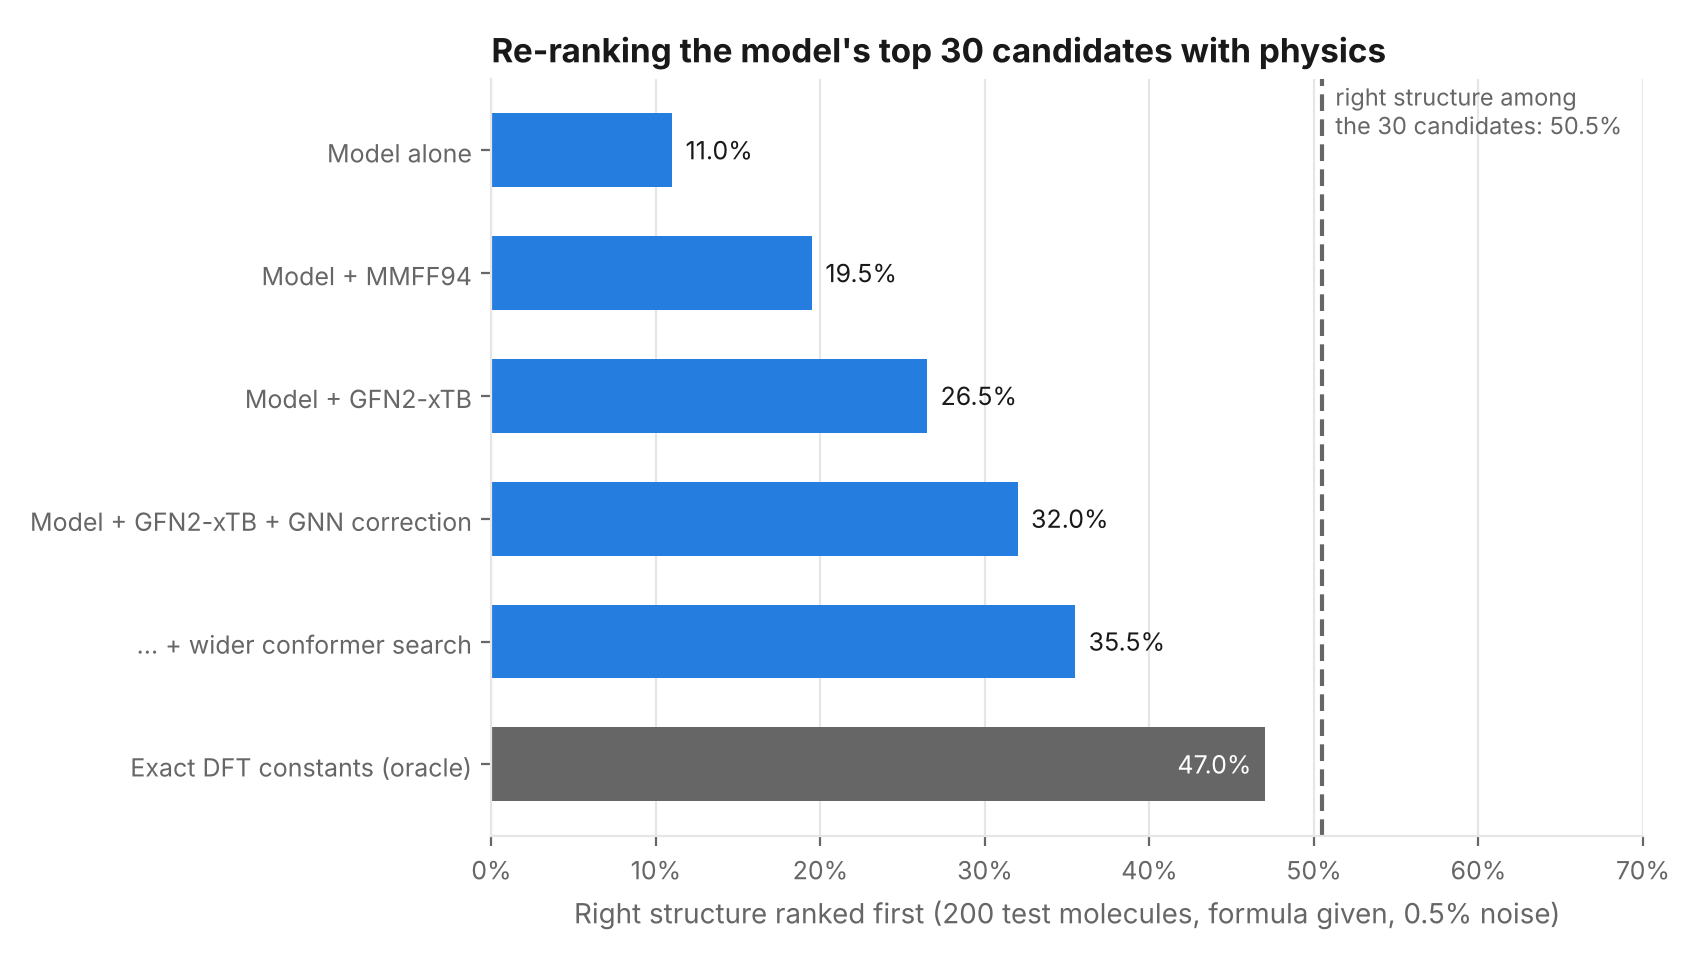 Re-ranking the model's top 30 candidates with physics
right structure among
the 30 candidates: 50.5%
Model alone
11.0%
Model + MMFF94
19.5%
Model + GFN2-xTB
26.5%
Model + GFN2-xTB + GNN correction
32.0%
... + wider conformer search
35.5%
Exact DFT constants (oracle)
47.0%
0%
10%
20%
30%
40%
50%
60%
70%
Right structure ranked first (200 test molecules, formula given, 0.5% noise)